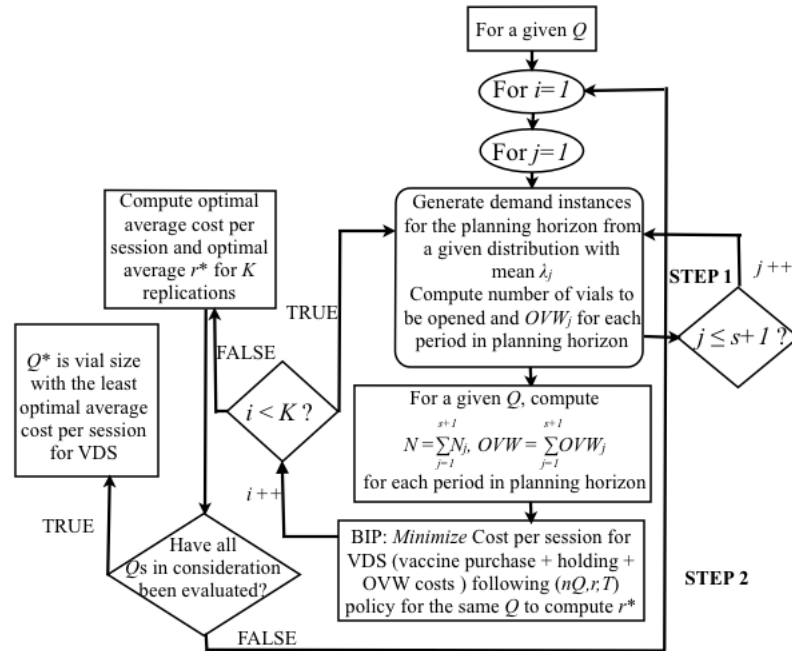 For a given Q
For i=1
For j=1
Generate demand instances
for the planning horizon from
a given distribution with
mean λj
Compute number of vials to
be opened and OVWj for each
period in planning horizon
STEP 1
j ++
j ≤ s+1 ?
For a given Q, compute
N = ∑_{j=1}^{s+1} Nj, OVW = ∑_{j=1}^{s+1} OVWj
for each period in planning horizon
BIP: Minimize Cost per session for
VDS (vaccine purchase + holding +
OVW costs ) following (nQ,r,T)
policy for the same Q to compute r*
STEP 2
i ++
i < K ?
TRUE
FALSE
Compute optimal
average cost per
session and optimal
average r* for K
replications
Have all
Qs in consideration
been evaluated?
TRUE
FALSE
Q* is vial size
with the least
optimal average
cost per session
for VDS